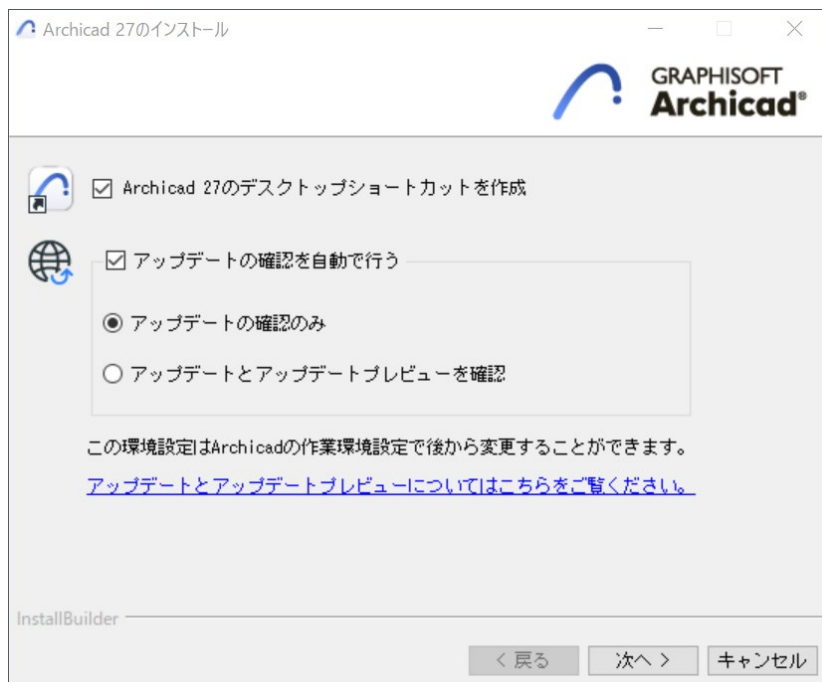 Archicad 27のインストール
GRAPHISOFT
Archicad®
Archicad 27のデスクトップショートカットを作成
アップデートの確認を自動で行う
アップデートの確認のみ
アップデートとアップデートプレビューを確認
この環境設定はArchicadの作業環境設定で後から変更することができます。
アップデートとアップデートプレビューについてはこちらをご覧ください。
InstallBuilder
< 戻る 次へ > キャンセル